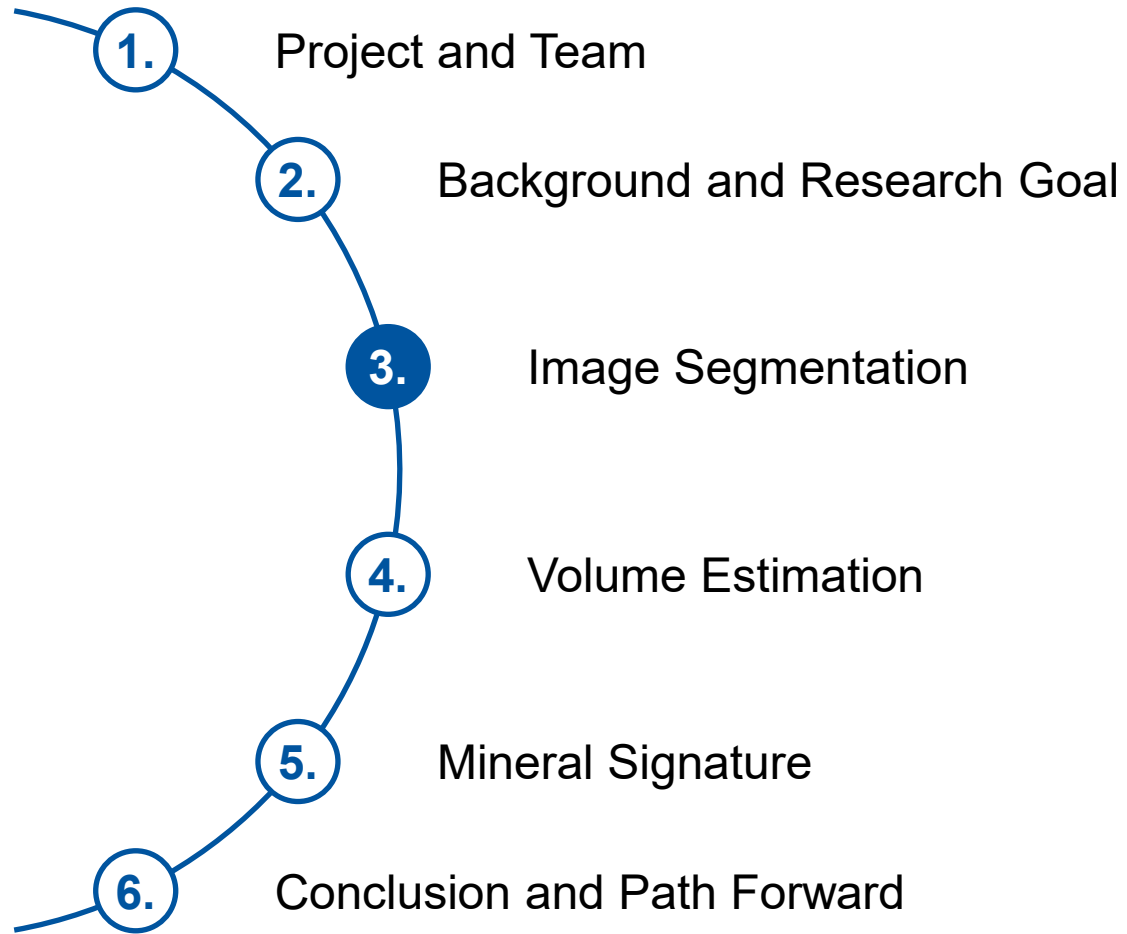 1. Project and Team
2. Background and Research Goal
3. Image Segmentation
4. Volume Estimation
5. Mineral Signature
6. Conclusion and Path Forward